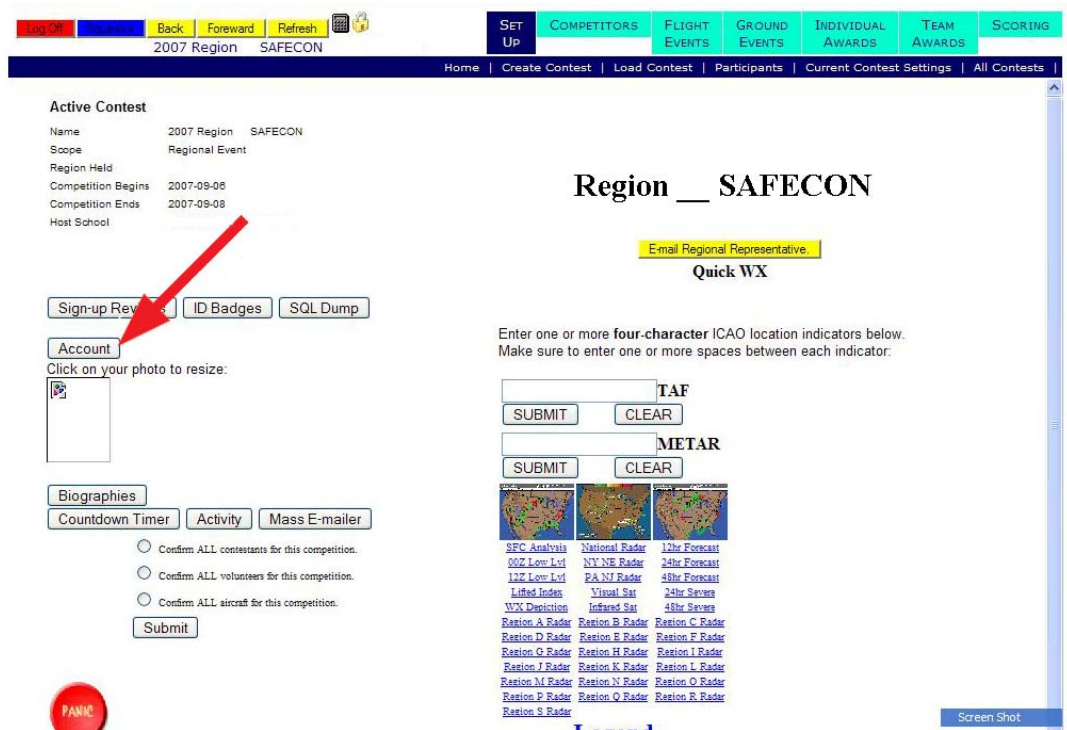 Log Off Back Foreward Refresh
2007 Region SAFECON
SET UP COMPETITORS FLIGHT EVENTS GROUND EVENTS INDIVIDUAL AWARDS TEAM AWARDS SCORING
Home | Create Contest | Load Contest | Participants | Current Contest Settings | All Contests |
Active Contest
Name 2007 Region SAFECON
Scope Regional Event
Region Held
Competition Begins 2007-09-06
Competition Ends 2007-09-08
Host School
Sign-up ID Badges SQL Dump
Account
Click on your photo to resize:
Biographies
Countdown Timer Activity Mass E-mailer
Confirm ALL contestants for this competition.
Confirm ALL volunteers for this competition.
Confirm ALL aircraft for this competition.
Submit
PANIC
Region __ SAFECON
E-mail Regional Representative.
Quick WX
Enter one or more four-character ICAO location indicators below.
Make sure to enter one or more spaces between each indicator:
TAF
SUBMIT CLEAR
METAR
SUBMIT CLEAR
SFC Analysis National Radar 12hr Forecast
00Z Low Lvl NY NE Radar 24hr Forecast
12Z Low Lvl PA NJ Radar 48hr Forecast
Lifted Index Visual Sat 24hr Severe
WX Depiction Infrared Sat 48hr Severe
Region A Radar Region B Radar Region C Radar
Region D Radar Region E Radar Region F Radar
Region G Radar Region H Radar Region I Radar
Region J Radar Region K Radar Region L Radar
Region M Radar Region N Radar Region O Radar
Region P Radar Region Q Radar Region R Radar
Region S Radar
Screen Shot